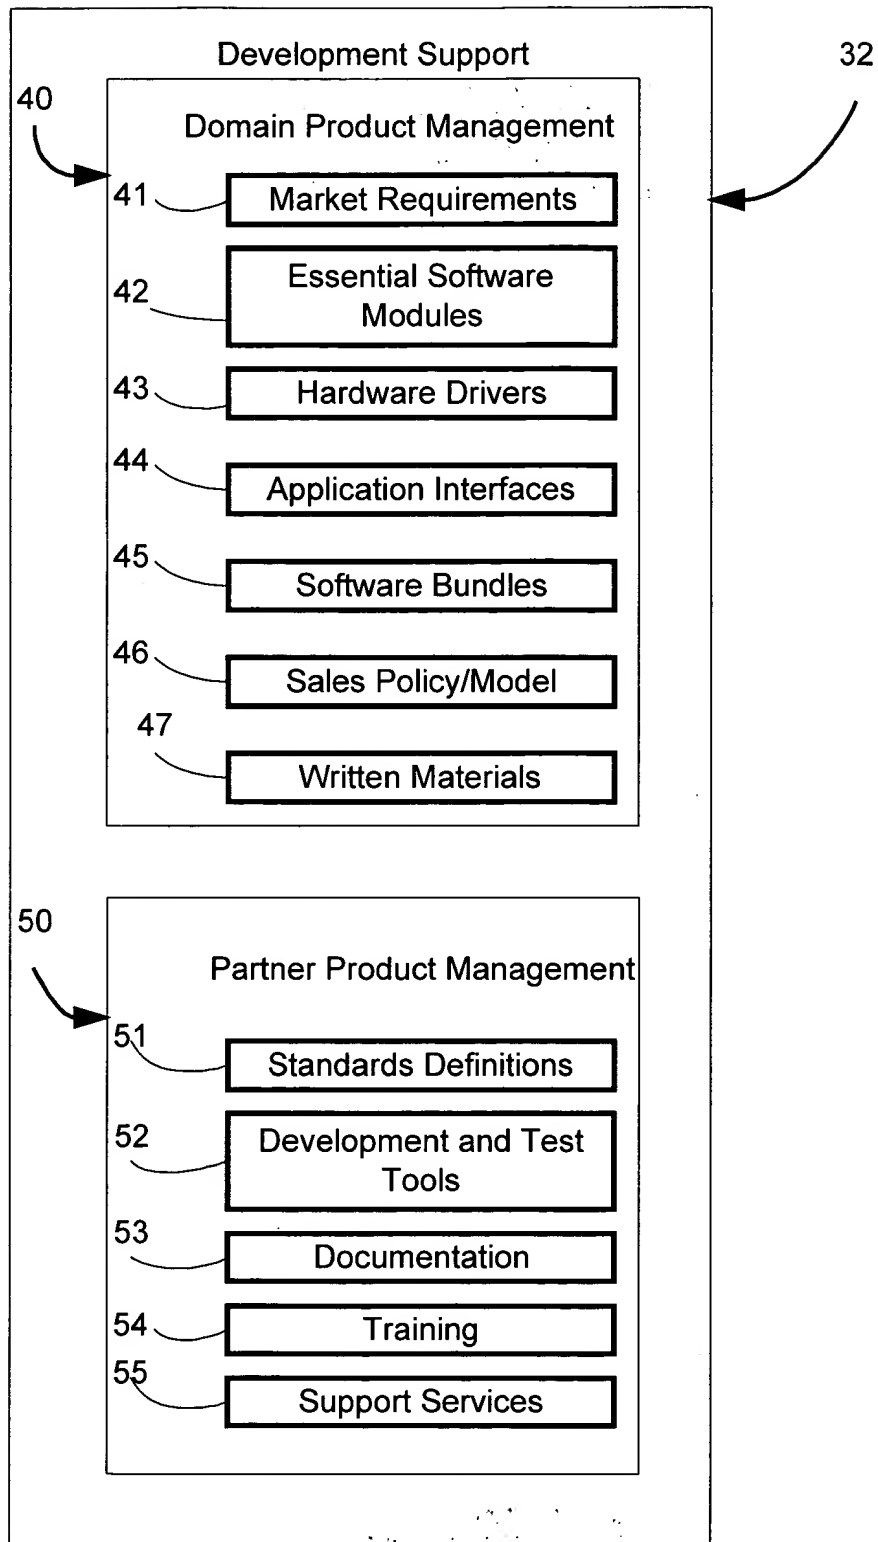 Development Support
32
40
Domain Product Management
41
Market Requirements
42
Essential Software
Modules
43
Hardware Drivers
44
Application Interfaces
45
Software Bundles
46
Sales Policy/Model
47
Written Materials
50
Partner Product Management
51
Standards Definitions
52
Development and Test
Tools
53
Documentation
54
Training
55
Support Services